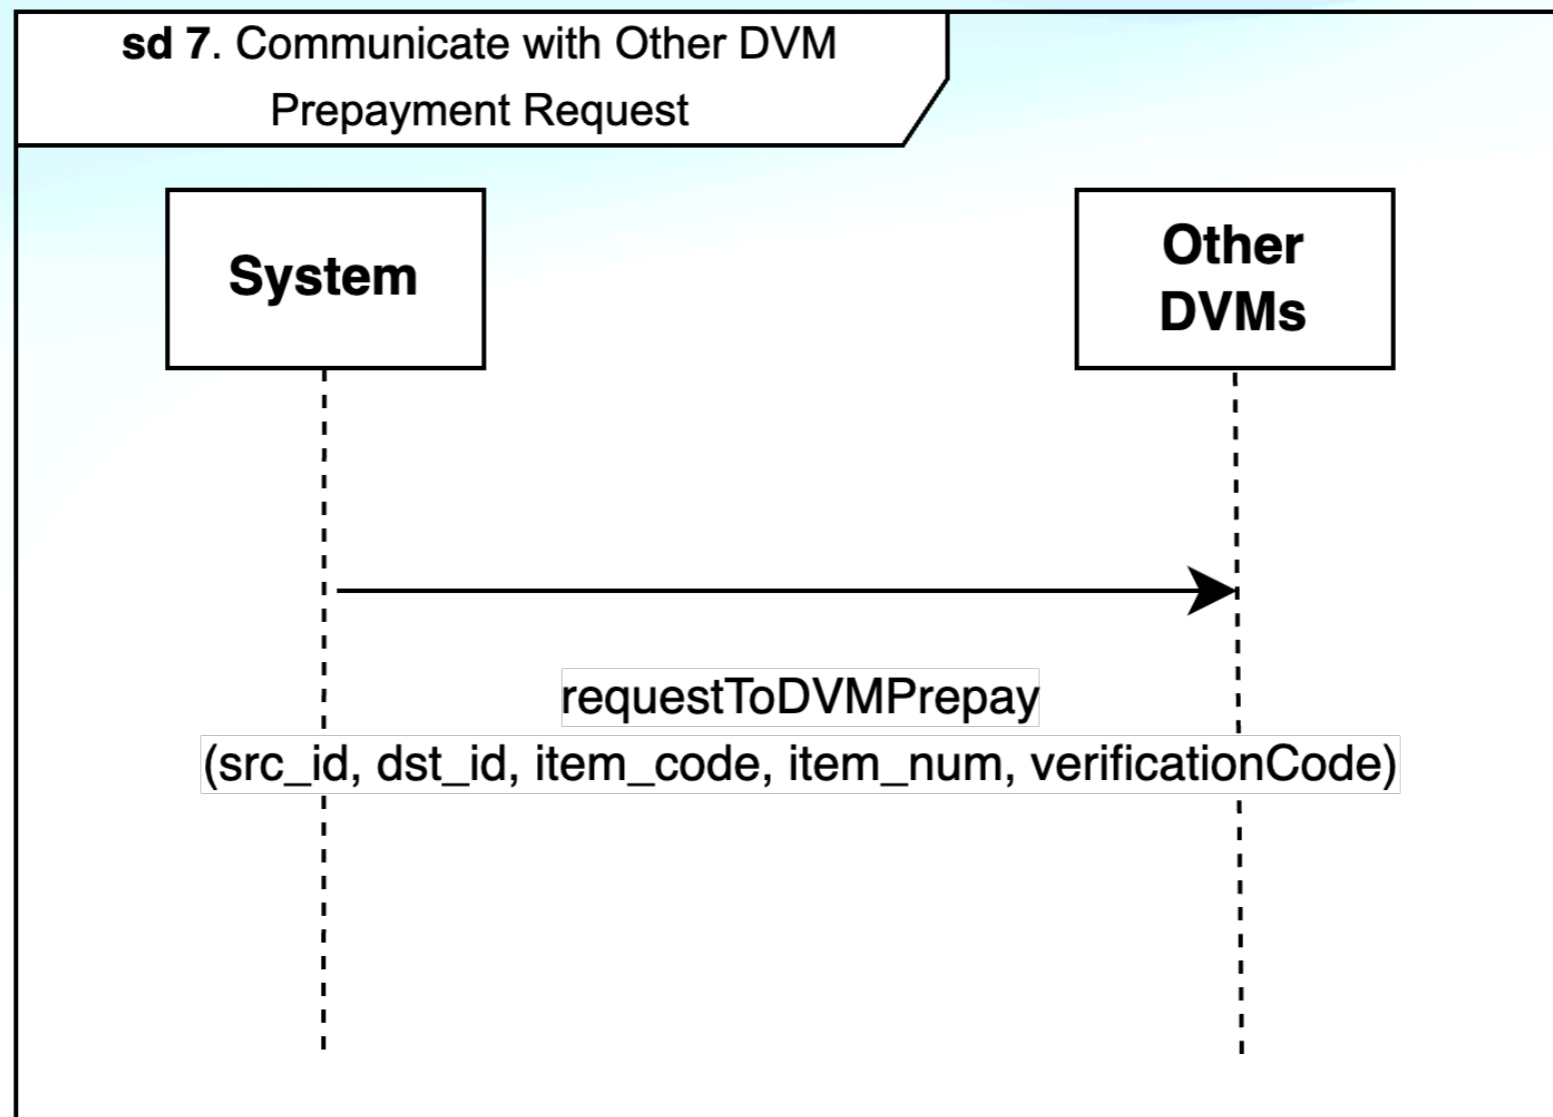 sd 7. Communicate with Other DVM
Prepayment Request
System
Other
DVMs
requestToDVMPrepay
(src_id, dst_id, item_code, item_num, verificationCode)